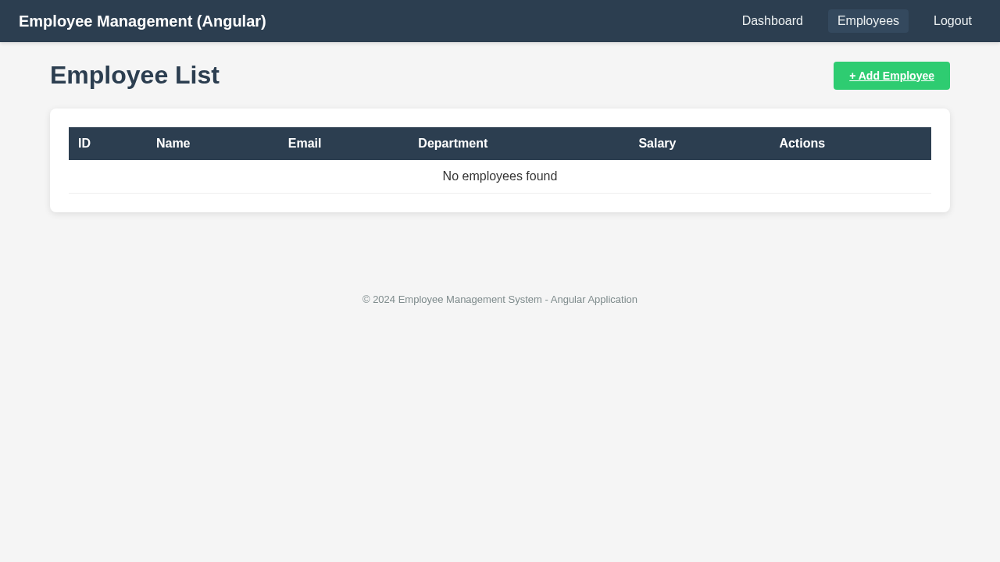 Employee Management (Angular)
Dashboard
Employees
Logout
Employee List
+ Add Employee
ID Name Email Department Salary Actions
No employees found
© 2024 Employee Management System - Angular Application